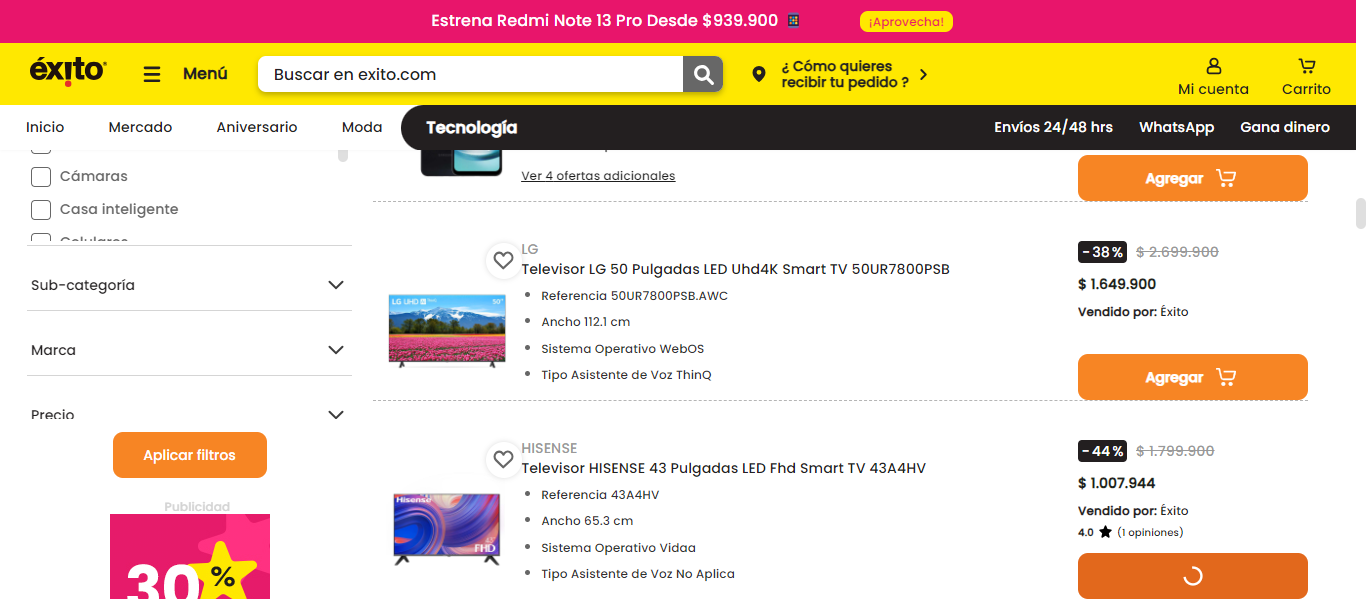 Estrena Redmi Note 13 Pro Desde $939.900 ¡Aprovecha!
éxito
Menú
Buscar en exito.com
¿ Cómo quieres
recibir tu pedido ?
Mi cuenta
Carrito
Inicio
Mercado
Aniversario
Moda
Tecnología
Envíos 24/48 hrs
WhatsApp
Gana dinero
Cámaras
Casa inteligente
Celulares
Sub-categoría
Marca
Precio
Aplicar filtros
Publicidad
30%
Ver 4 ofertas adicionales
Agregar
LG
Televisor LG 50 Pulgadas LED Uhd4K Smart TV 50UR7800PSB
Referencia 50UR7800PSB.AWC
Ancho 112.1 cm
Sistema Operativo WebOS
Tipo Asistente de Voz ThinQ
LG UHD
50"
-38%
$ 2.699.900
$ 1.649.900
Vendido por: Éxito
Agregar
HISENSE
Televisor HISENSE 43 Pulgadas LED Fhd Smart TV 43A4HV
Referencia 43A4HV
Ancho 65.3 cm
Sistema Operativo Vidaa
Tipo Asistente de Voz No Aplica
Hisense
FHD
-44%
$ 1.799.900
$ 1.007.944
Vendido por: Éxito
4.0 (1 opiniones)